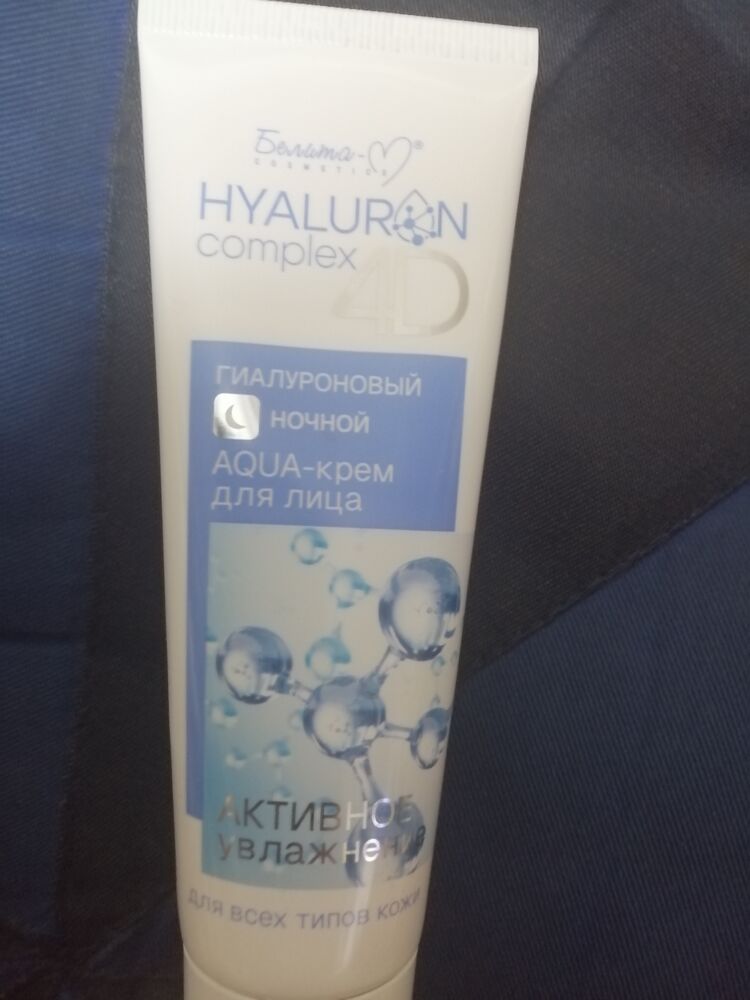 Белита-М®
COSMETICS
HYALURON
complex
4D
ГИАЛУРОНОВЫЙ
НОЧНОЙ
AQUA-крем
для лица
АКТИВНОЕ
увлажнение
для всех типов кожи